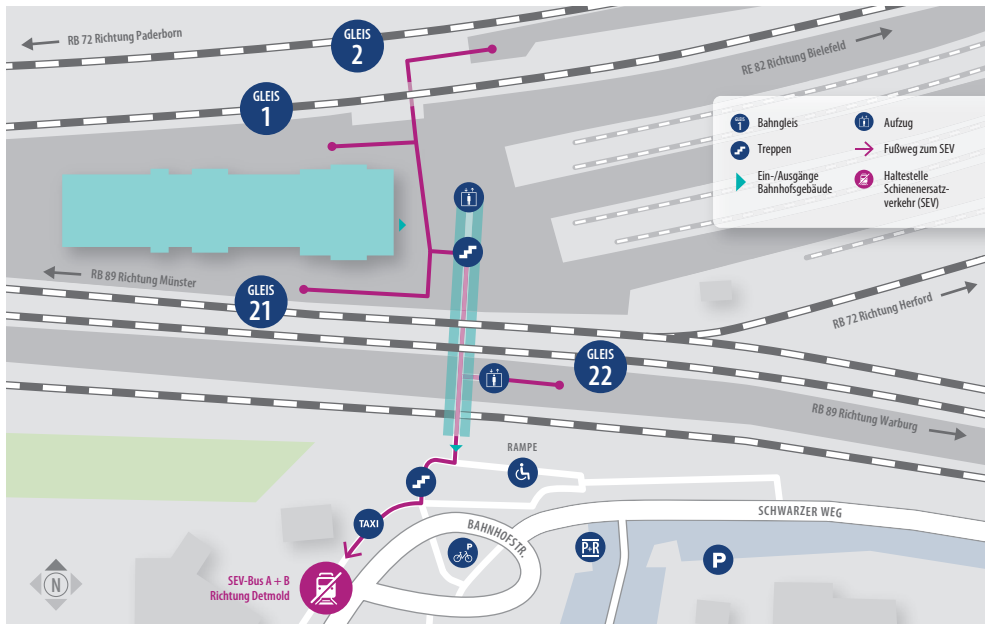 RB 72 Richtung Paderborn
GLEIS
2
RE 82 Richtung Bielefeld
GLEIS
1
GLEIS
1
Bahngleis
Aufzug
Treppen
Fußweg zum SEV
Ein-/Ausgänge
Bahnhofsgebäude
Haltestelle
Schienenersatz-
verkehr (SEV)
RB 89 Richtung Münster
GLEIS
21
RB 72 Richtung Herford
GLEIS
22
RB 89 Richtung Warburg
RAMPE
TAXI
BAHNHOFSTR.
SCHWARZER WEG
P
P+R
P
SEV-Bus A + B
Richtung Detmold
N